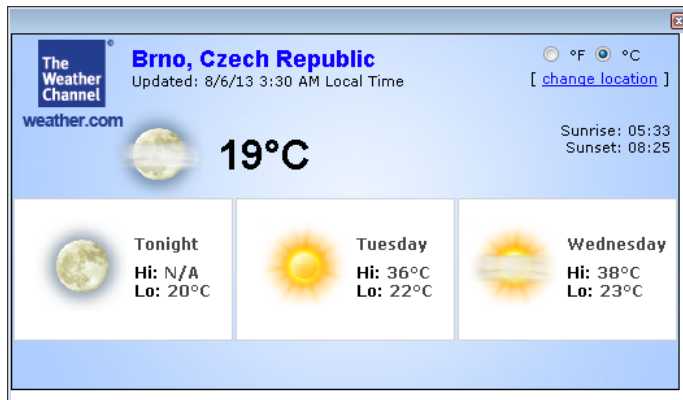 The
Weather
Channel
weather.com
Brno, Czech Republic
Updated: 8/6/13 3:30 AM Local Time
°F °C
[ change location ]
19°C
Sunrise: 05:33
Sunset: 08:25
Tonight
Hi: N/A
Lo: 20°C
Tuesday
Hi: 36°C
Lo: 22°C
Wednesday
Hi: 38°C
Lo: 23°C